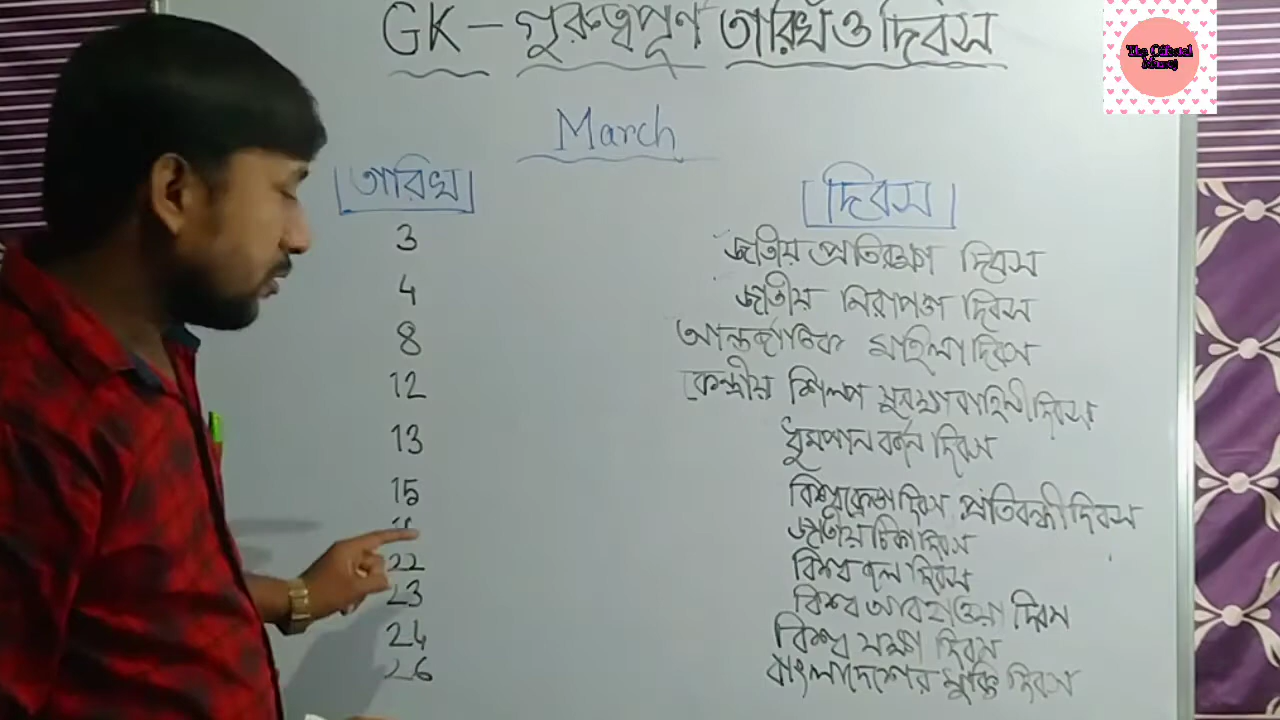 GK - গুরুত্বপূর্ণ তারিখ ও দিবস
March
তারিখ দিবস
3 জাতীয় প্রতিরক্ষা দিবস
4 জাতীয় নিরাপত্তা দিবস
8 আন্তর্জাতিক মহিলা দিবস
12 কেন্দ্রীয় শিল্প সুরক্ষা বাহিনী দিবস
13 ধুমপান বর্জন দিবস
15 বিশ্ব ক্রেতা দিবস প্রতিবন্ধী দিবস
জাতীয় টিকা দিবস
22 বিশ্ব জল দিবস
23 বিশ্ব আবহাওয়া দিবস
24 বিশ্ব যক্ষা দিবস
26 বাংলাদেশের মুক্তি দিবস
The